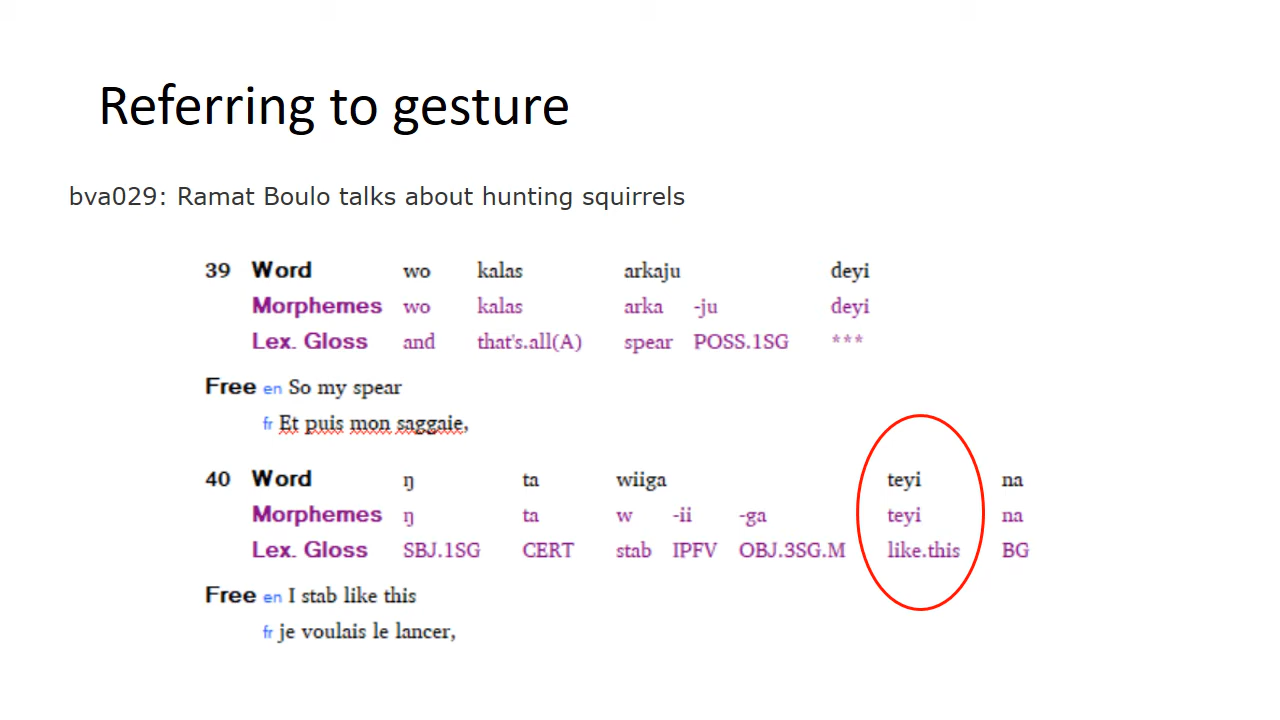 Referring to gesture
bva029: Ramat Boulo talks about hunting squirrels
39 Word wo kalas arkaju deyi
Morphemes wo kalas arka -ju deyi
Lex. Gloss and that's.all(A) spear POSS.1SG ***
Free en So my spear
fr Et puis mon saggaie,
40 Word ŋ ta wiiga teyi na
Morphemes ŋ ta w -ii -ga teyi na
Lex. Gloss SBJ.1SG CERT stab IPFV OBJ.3SG.M like.this BG
Free en I stab like this
fr je voulais le lancer,